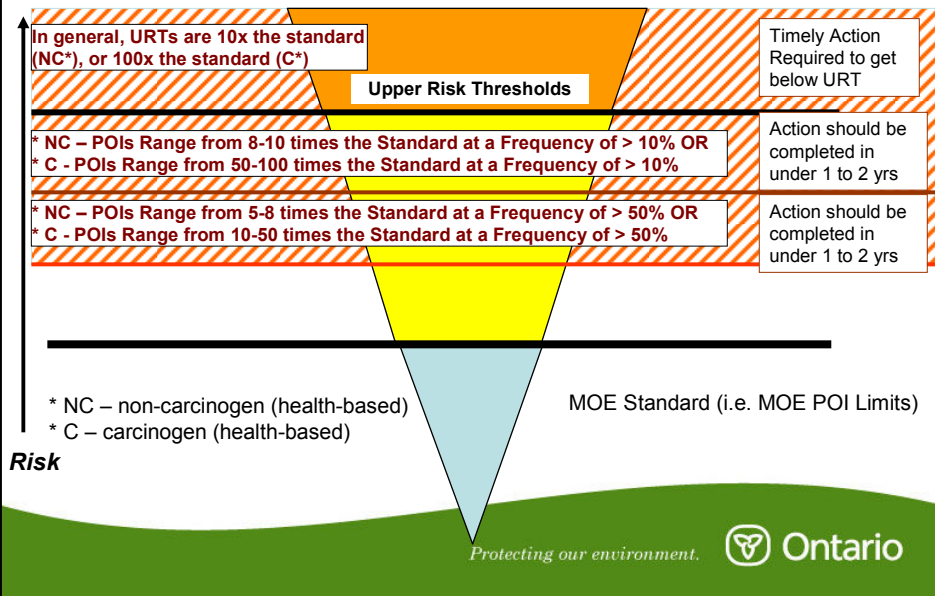 In general, URTs are 10x the standard
(NC*), or 100x the standard (C*)
Upper Risk Thresholds
Timely Action
Required to get
below URT
* NC – POIs Range from 8-10 times the Standard at a Frequency of > 10% OR
* C - POIs Range from 50-100 times the Standard at a Frequency of > 10%
Action should be
completed in
under 1 to 2 yrs
* NC – POIs Range from 5-8 times the Standard at a Frequency of > 50% OR
* C - POIs Range from 10-50 times the Standard at a Frequency of > 50%
Action should be
completed in
under 1 to 2 yrs
* NC – non-carcinogen (health-based)
* C – carcinogen (health-based)
MOE Standard (i.e. MOE POI Limits)
Risk
Protecting our environment.
Ontario